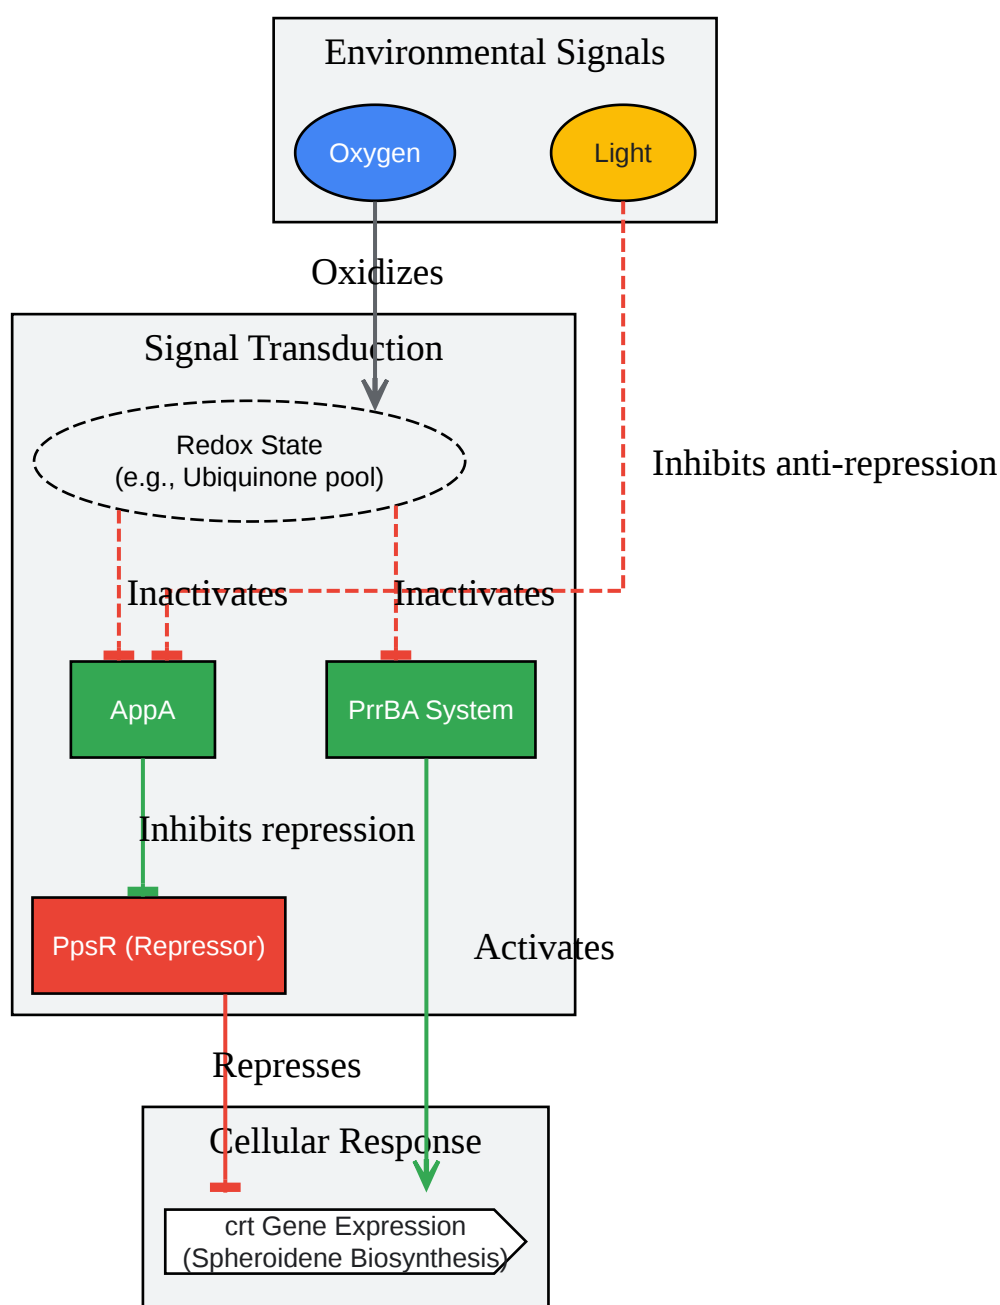 Environmental Signals
Oxygen
Light
Oxidizes
Signal Transduction
Redox State
(e.g., Ubiquinone pool)
Inhibits anti-repression
Inactivates
Inactivates
AppA
PrrBA System
Inhibits repression
PpsR (Repressor)
Activates
Represses
Cellular Response
crt Gene Expression
(Spheroidene Biosynthesis)